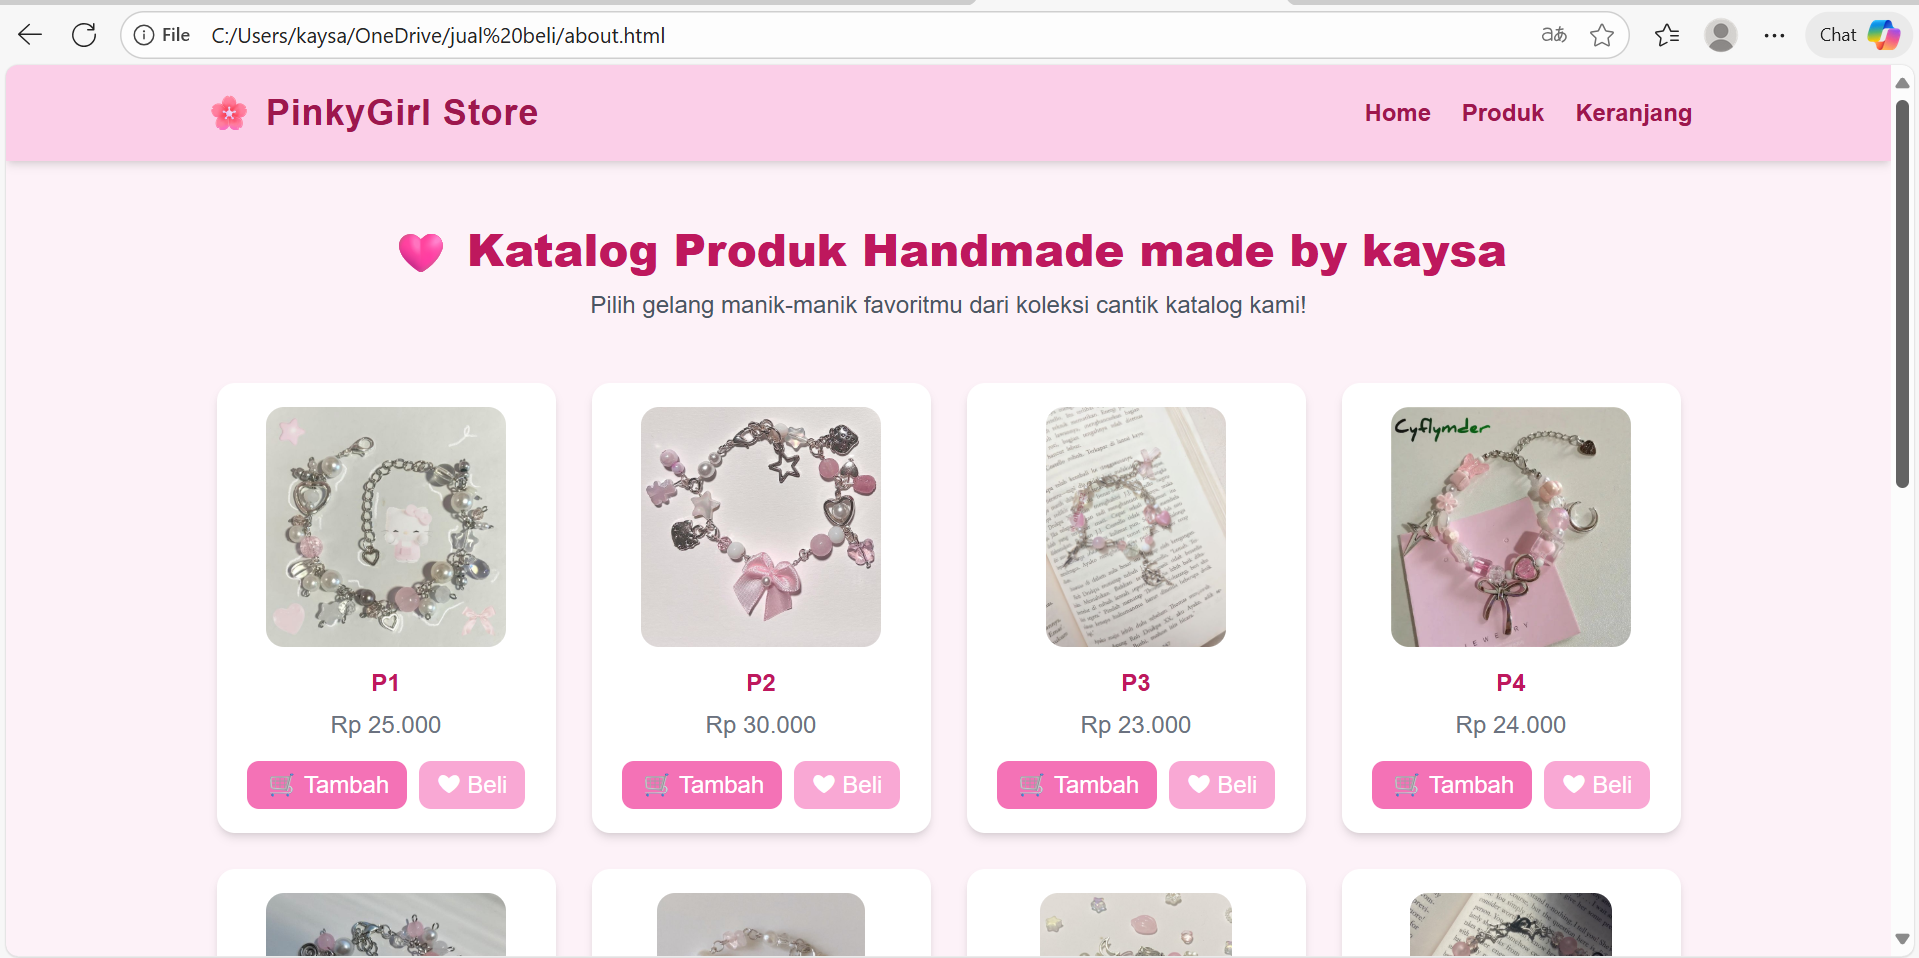 File C:/Users/kaysa/OneDrive/jual%20beli/about.html
Chat
PinkyGirl Store
Home Produk Keranjang
Katalog Produk Handmade made by kaysa
Pilih gelang manik-manik favoritmu dari koleksi cantik katalog kami!
Cyflymder
JEWELRY
P1 P2 P3 P4
Rp 25.000 Rp 30.000 Rp 23.000 Rp 24.000
Tambah Beli Tambah Beli Tambah Beli Tambah Beli